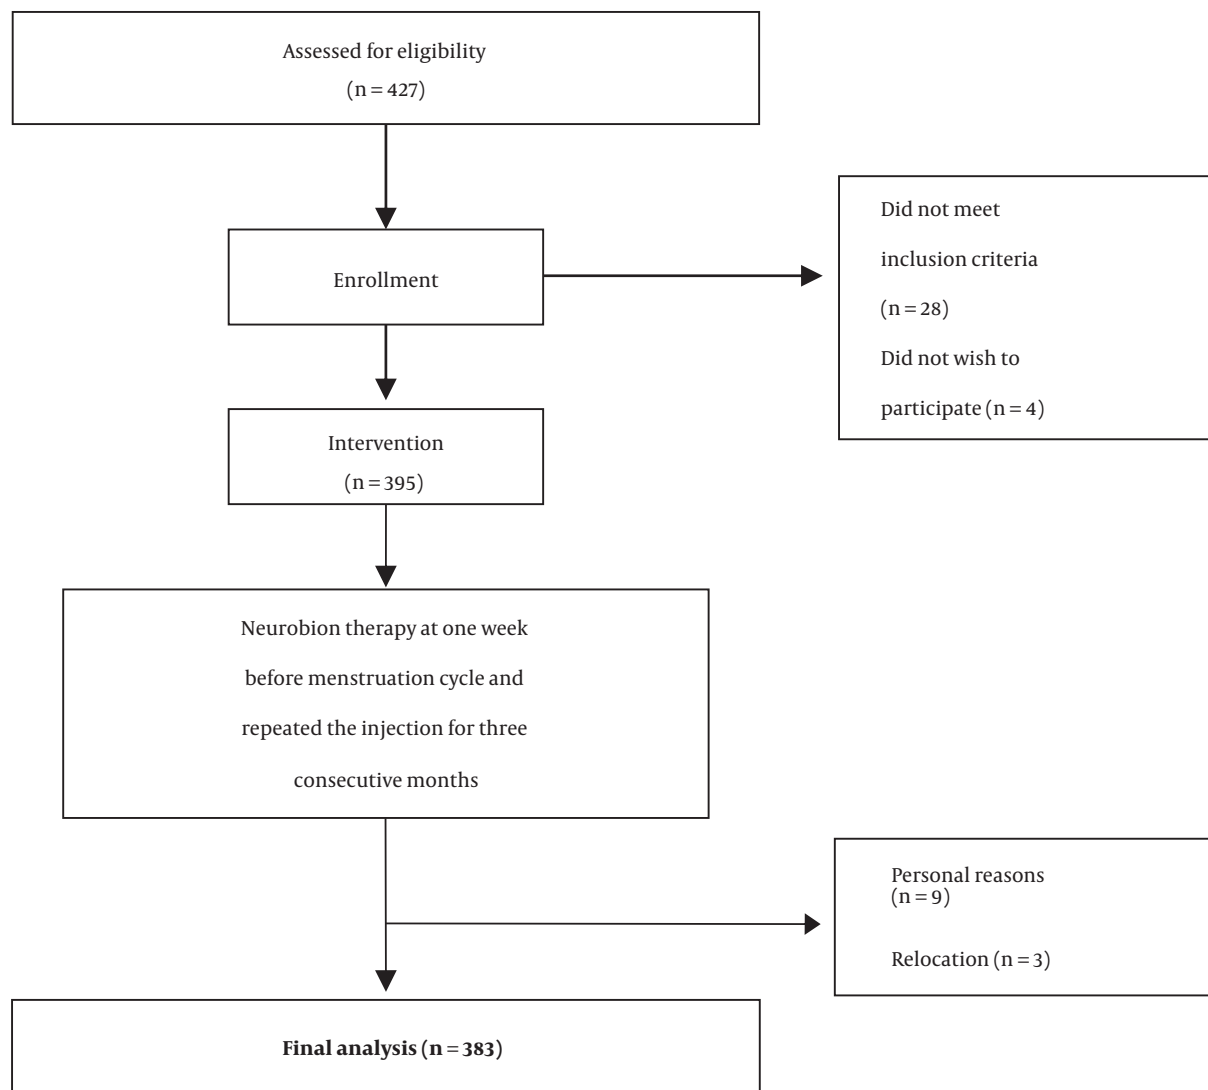 Assessed for eligibility
(n = 427)
Enrollment
Did not meet
inclusion criteria
(n = 28)
Did not wish to
participate (n = 4)
Intervention
(n = 395)
Neurobion therapy at one week
before menstruation cycle and
repeated the injection for three
consecutive months
Personal reasons
(n = 9)
Relocation (n = 3)
Final analysis (n = 383)